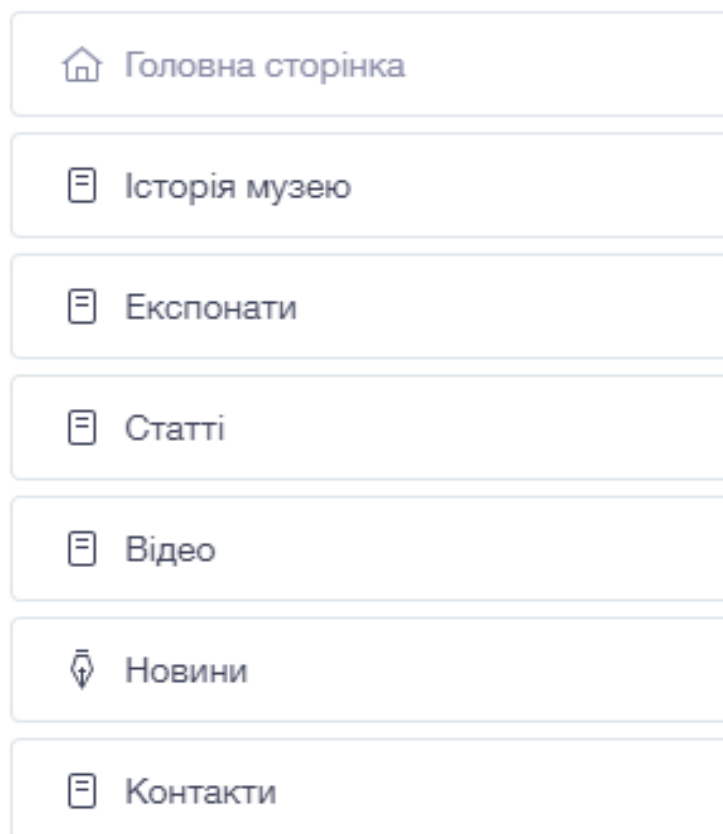 Головна сторінка
Історія музею
Експонати
Статті
Відео
Новини
Контакти